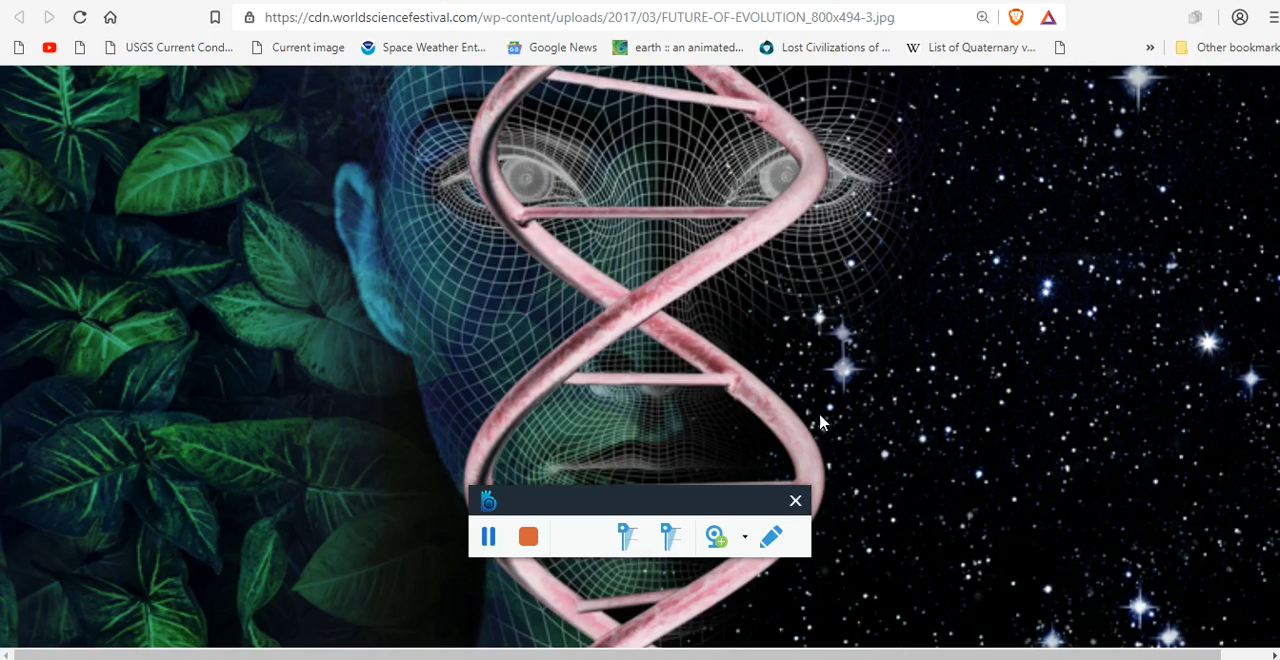 https://cdn.worldsciencefestival.com/wp-content/uploads/2017/03/FUTURE-OF-EVOLUTION_800x494-3.jpg
USGS Current Cond... Current image Space Weather Ent... Google News earth :: an animated... Lost Civilizations of ... W List of Quaternary v... » Other bookmark